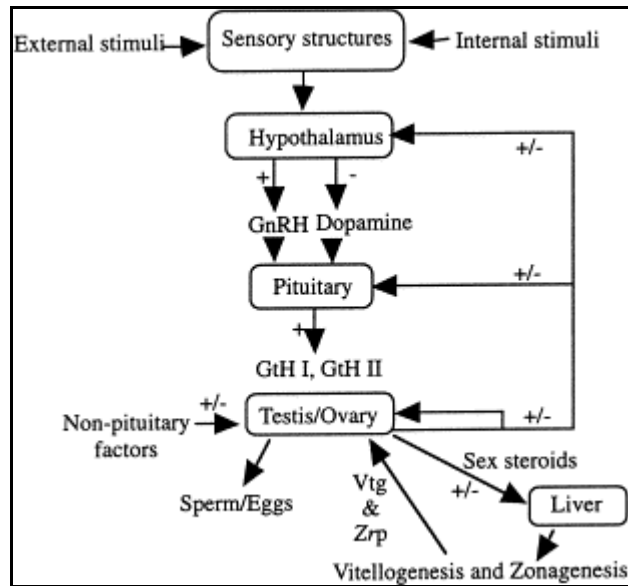 External stimuli
Sensory structures
Internal stimuli
Hypothalamus
+/-
+
-
GnRH
Dopamine
Pituitary
+/-
+
GtH I, GtH II
Non-pituitary
factors
+/-
Testis/Ovary
+/-
Sperm/Eggs
Vtg
&
Zrp
Sex steroids
+/-
Liver
Vitellogenesis and Zonagenesis